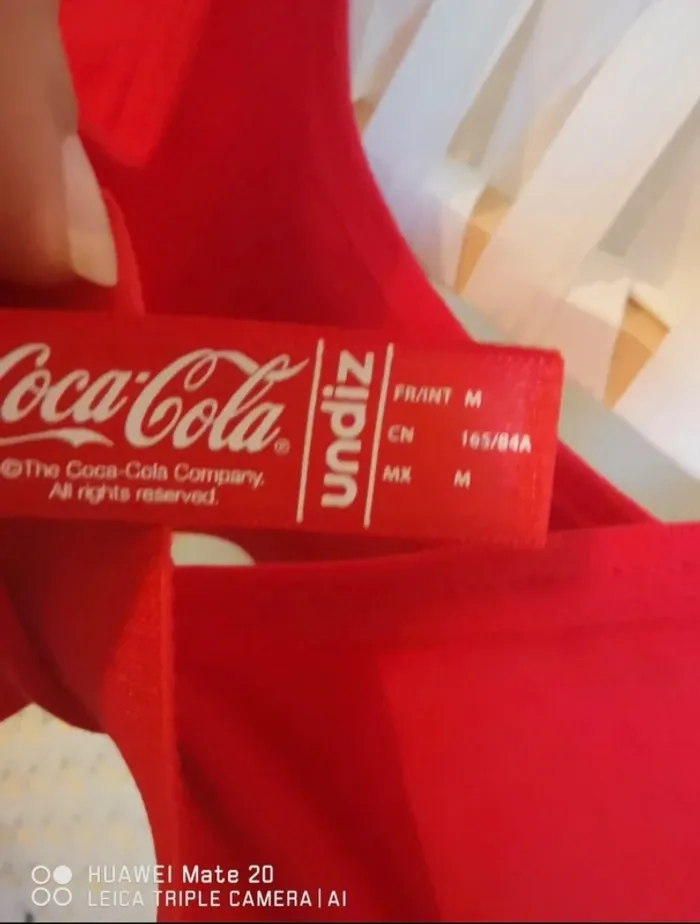 Coca-Cola®
©The Coca-Cola Company.
All rights reserved.
undiz
FR/INT M
CN 165/84A
MX M
HUAWEI Mate 20
LEICA TRIPLE CAMERA | AI